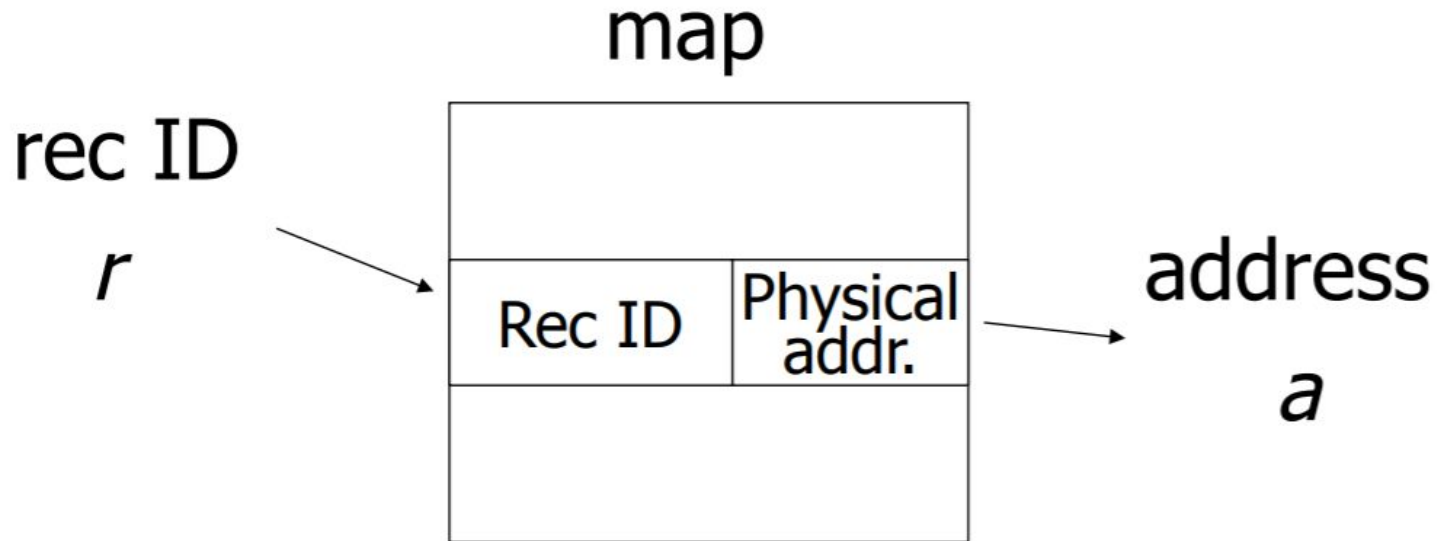 map
rec ID
r
Rec ID
Physical
addr.
address
a